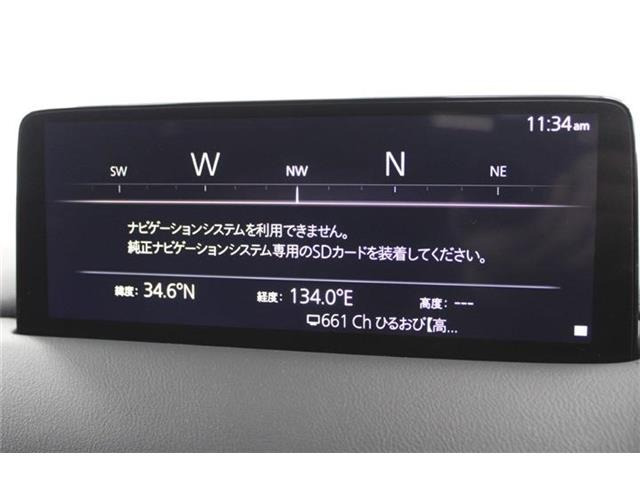 11:34am
SW W NW N NE
ナビゲーションシステムを利用できません。
純正ナビゲーションシステム専用のSDカードを装着してください。
緯度: 34.6°N 経度: 134.0°E 高度: ---
661 Ch ひるおび【高...